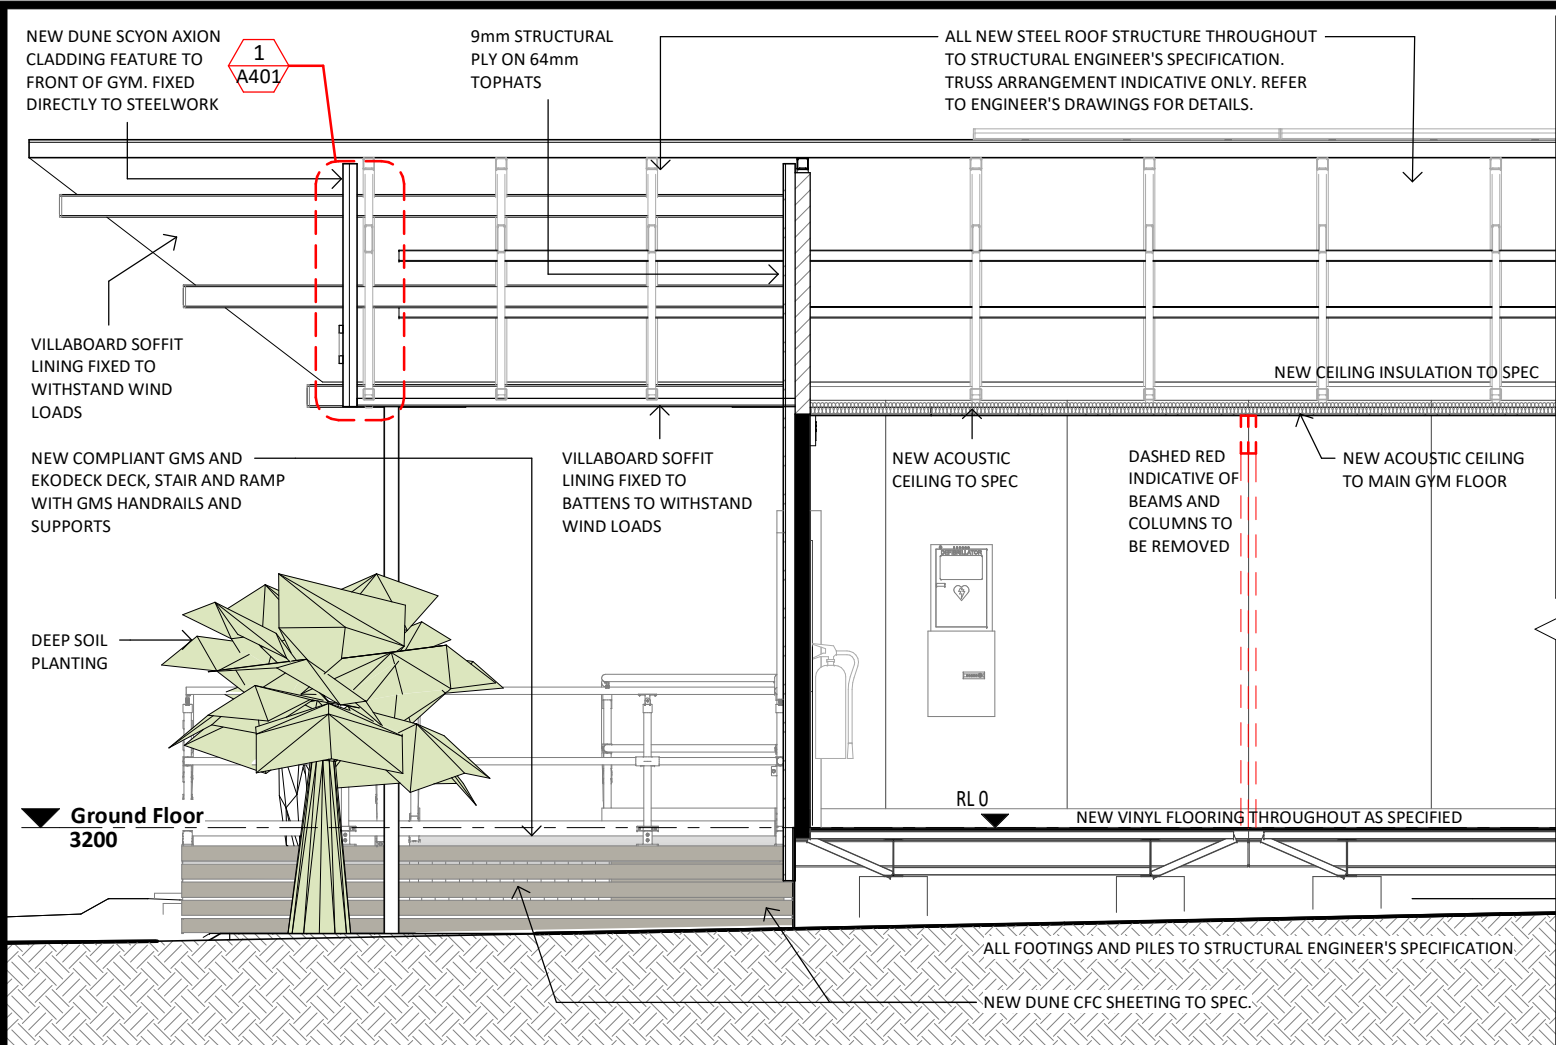 NEW DUNE SCYON AXION
CLADDING FEATURE TO
FRONT OF GYM. FIXED
DIRECTLY TO STEELWORK
1
A401
9mm STRUCTURAL
PLY ON 64mm
TOPHATS
ALL NEW STEEL ROOF STRUCTURE THROUGHOUT
TO STRUCTURAL ENGINEER'S SPECIFICATION.
TRUSS ARRANGEMENT INDICATIVE ONLY. REFER
TO ENGINEER'S DRAWINGS FOR DETAILS.
VILLABOARD SOFFIT
LINING FIXED TO
WITHSTAND WIND
LOADS
NEW CEILING INSULATION TO SPEC
NEW COMPLIANT GMS AND
EKODECK DECK, STAIR AND RAMP
WITH GMS HANDRAILS AND
SUPPORTS
VILLABOARD SOFFIT
LINING FIXED TO
BATTENS TO WITHSTAND
WIND LOADS
NEW ACOUSTIC
CEILING TO SPEC
DASHED RED
INDICATIVE OF
BEAMS AND
COLUMNS TO
BE REMOVED
NEW ACOUSTIC CEILING
TO MAIN GYM FLOOR
DEFIBRILLATOR
DEEP SOIL
PLANTING
Ground Floor
3200
RL 0
NEW VINYL FLOORING THROUGHOUT AS SPECIFIED
ALL FOOTINGS AND PILES TO STRUCTURAL ENGINEER'S SPECIFICATION
NEW DUNE CFC SHEETING TO SPEC.